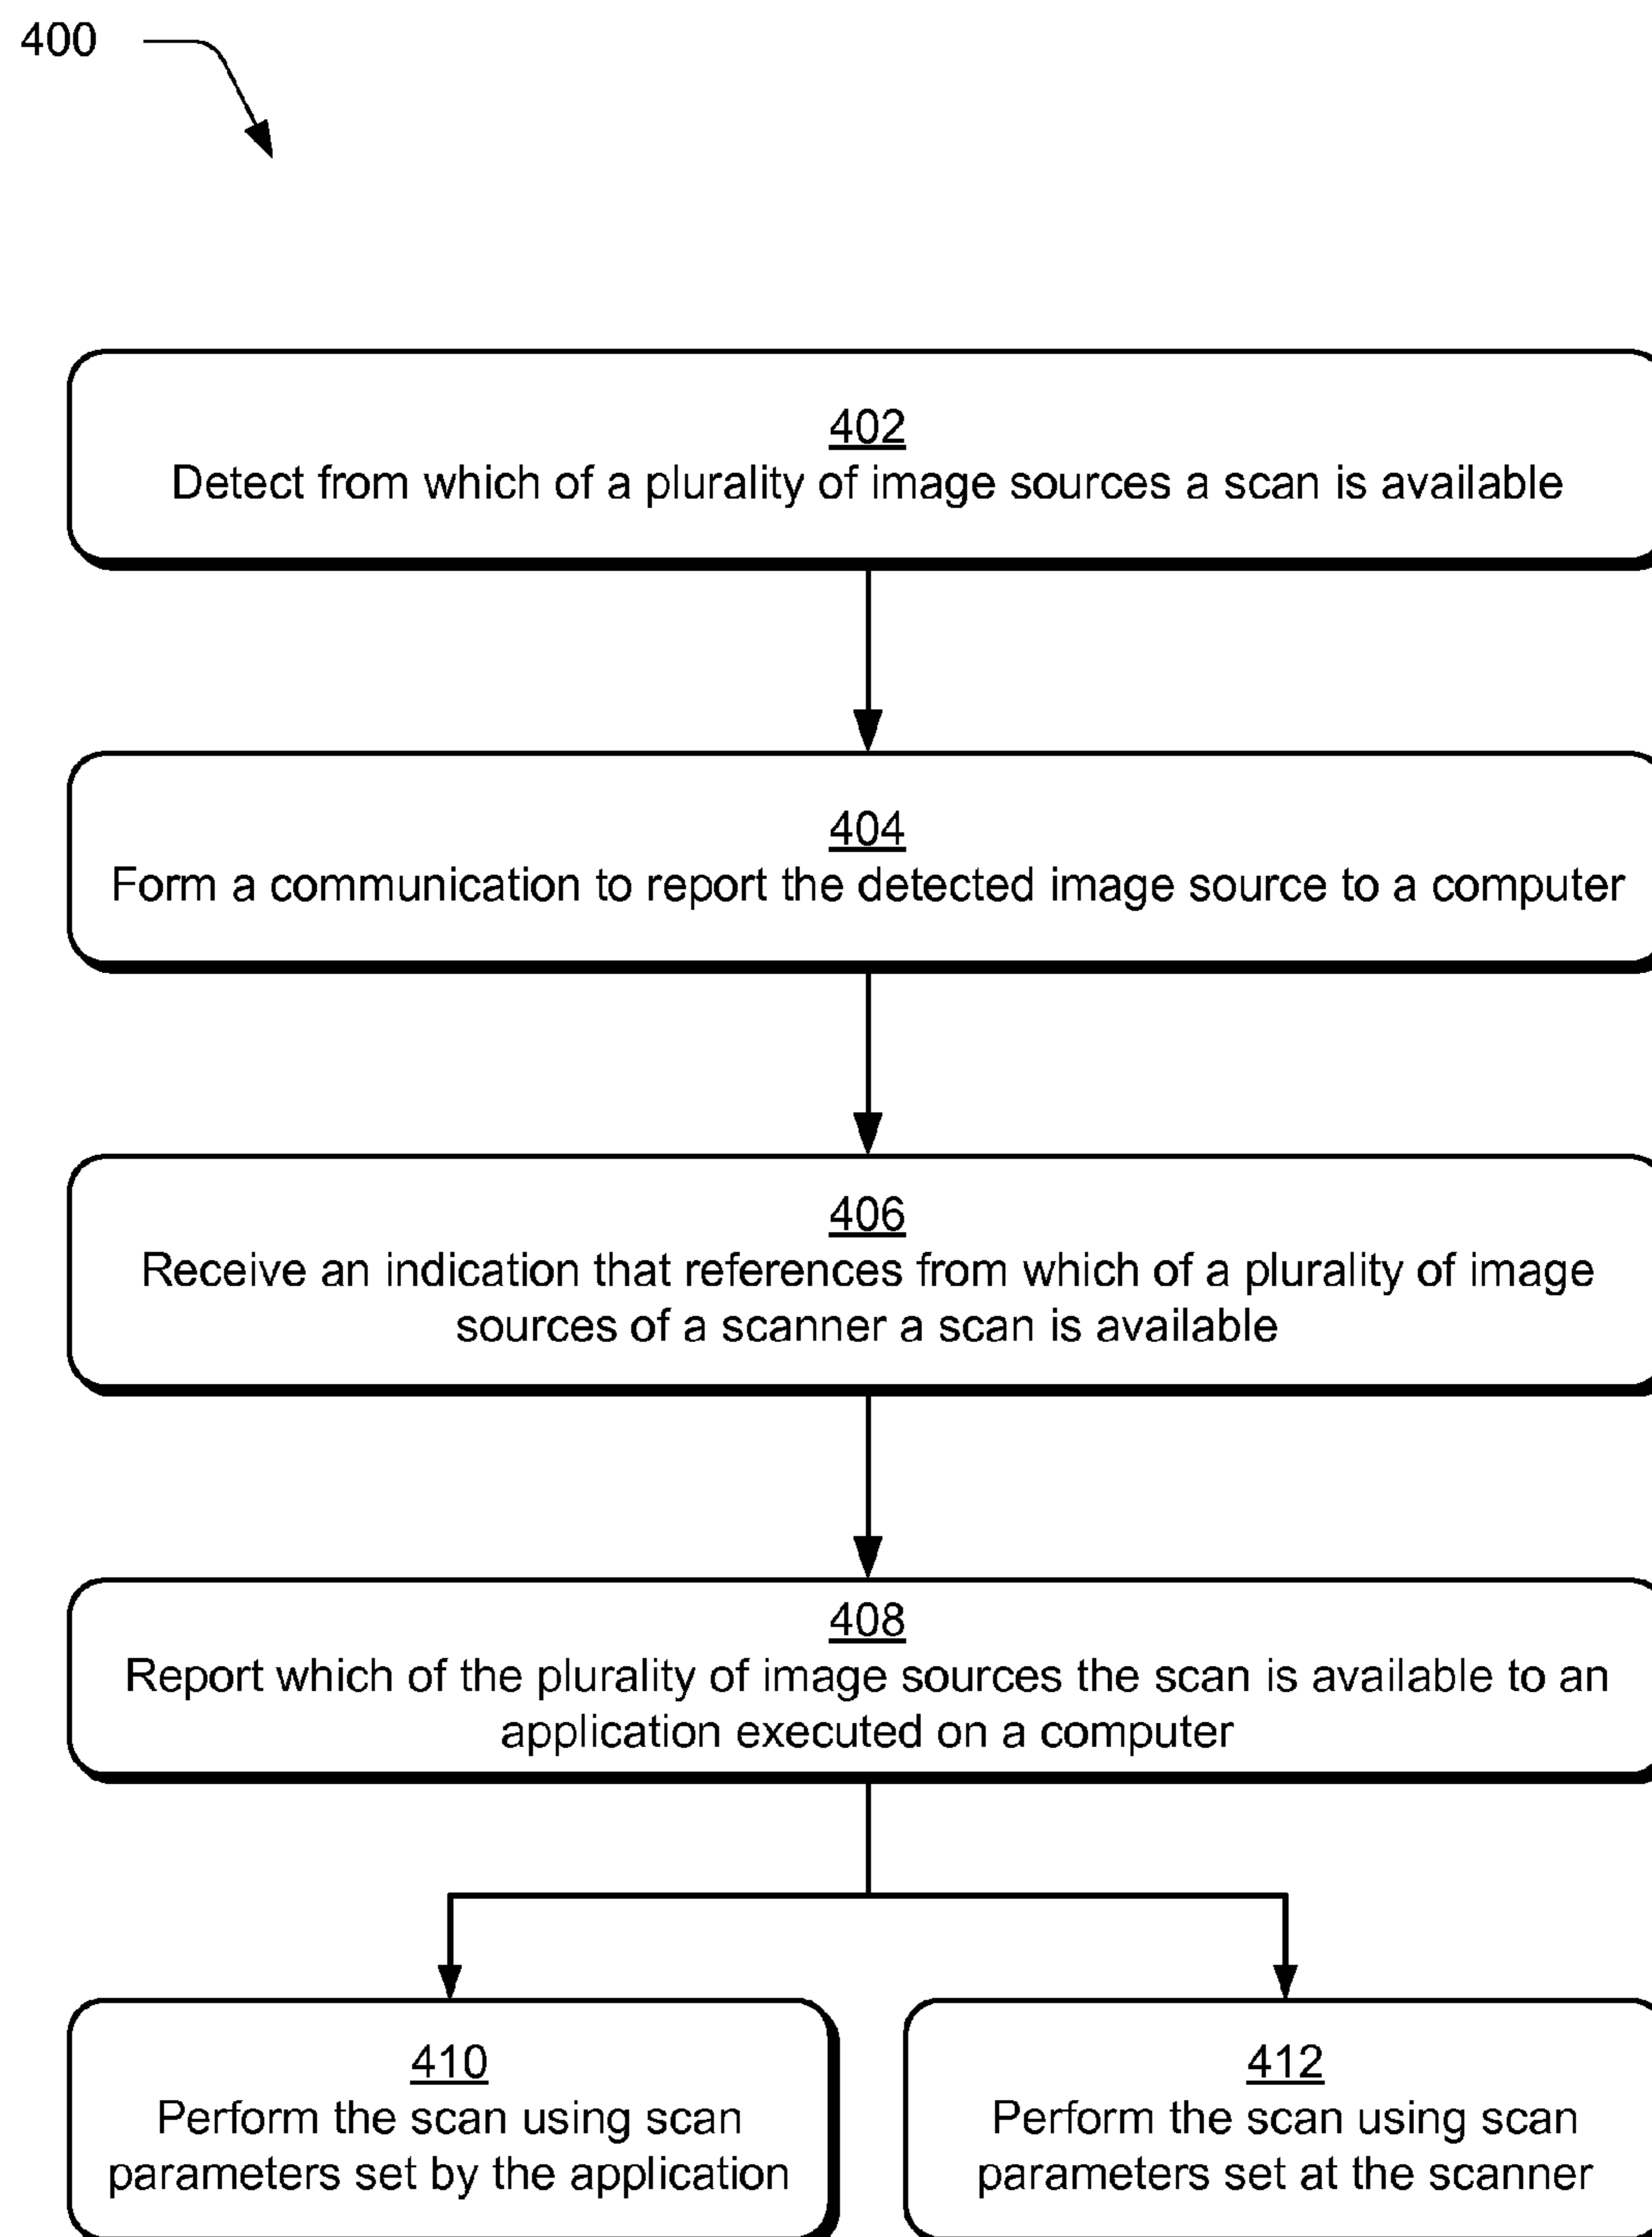 400
402
Detect from which of a plurality of image sources a scan is available
404
Form a communication to report the detected image source to a computer
406
Receive an indication that references from which of a plurality of image
sources of a scanner a scan is available
408
Report which of the plurality of image sources the scan is available to an
application executed on a computer
410
Perform the scan using scan
parameters set by the application
412
Perform the scan using scan
parameters set at the scanner